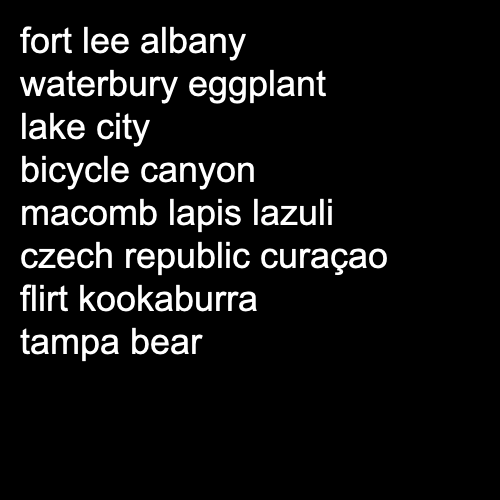 fort lee albany
waterbury eggplant
lake city
bicycle canyon
macomb lapis lazuli
czech republic curaçao
flirt kookaburra
tampa bear